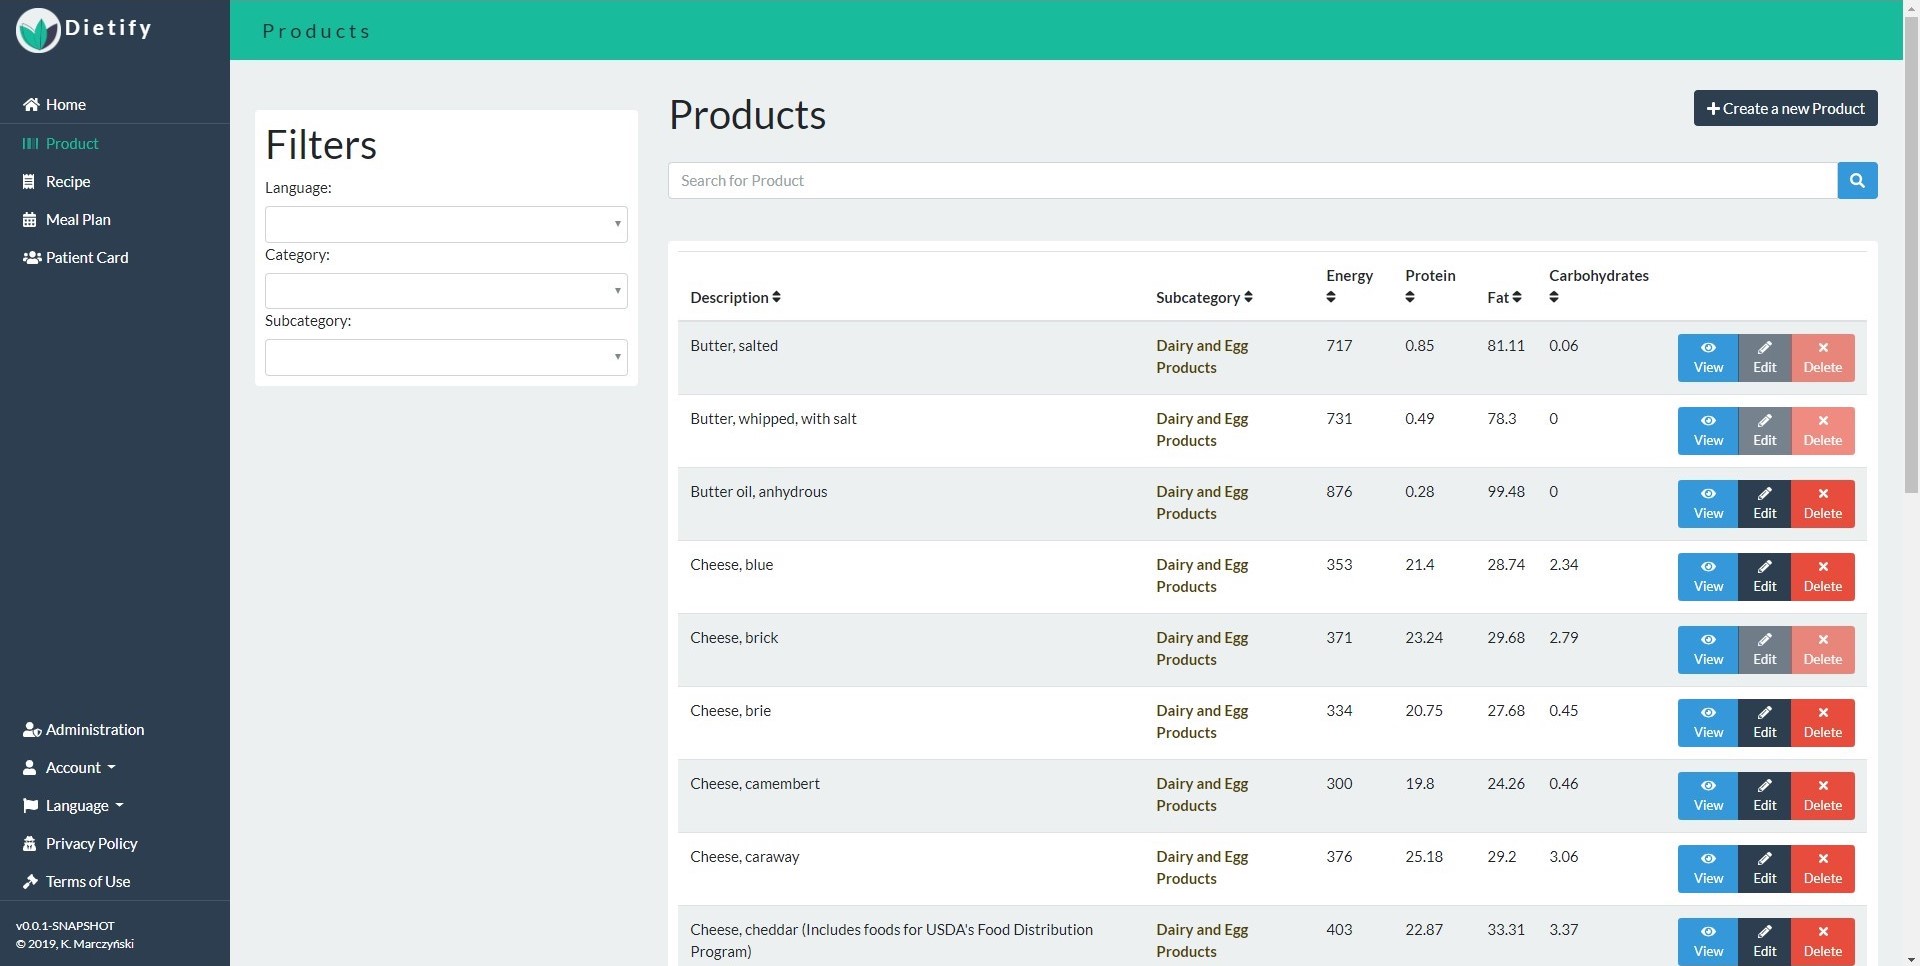 Dietify
Products
Home
Product
Recipe
Meal Plan
Patient Card
Administration
Account
Language
Privacy Policy
Terms of Use
v0.0.1-SNAPSHOT
© 2019, K. Marczyński
Filters
Language:
Category:
Subcategory:
Products
Create a new Product
Search for Product
Description Subcategory Energy Protein Fat Carbohydrates
Butter, salted Dairy and Egg 717 0.85 81.11 0.06
Products
View Edit Delete
Butter, whipped, with salt Dairy and Egg 731 0.49 78.3 0
Products
View Edit Delete
Butter oil, anhydrous Dairy and Egg 876 0.28 99.48 0
Products
View Edit Delete
Cheese, blue Dairy and Egg 353 21.4 28.74 2.34
Products
View Edit Delete
Cheese, brick Dairy and Egg 371 23.24 29.68 2.79
Products
View Edit Delete
Cheese, brie Dairy and Egg 334 20.75 27.68 0.45
Products
View Edit Delete
Cheese, camembert Dairy and Egg 300 19.8 24.26 0.46
Products
View Edit Delete
Cheese, caraway Dairy and Egg 376 25.18 29.2 3.06
Products
View Edit Delete
Cheese, cheddar (Includes foods for USDA's Food Distribution Dairy and Egg 403 22.87 33.31 3.37
Program) Products
View Edit Delete